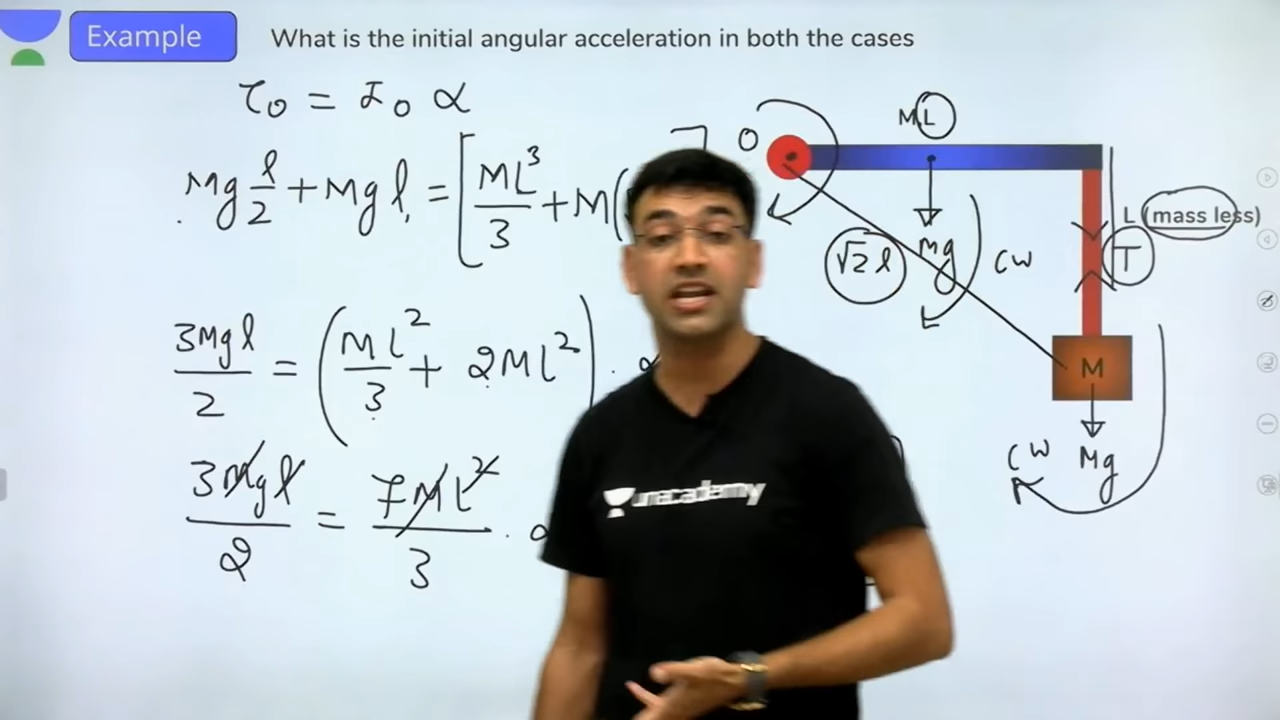 Example What is the initial angular acceleration in both the cases
τ₀ = I₀ α
Mg l/2 + Mg l = [ML³/3 + M(
3Mgl/2 = (ML²/3 + 2ML²) .
3Mgl/2 = 7ML²/3 .
O
M,L
Mg
CW
√2 l
L (mass less)
T
M
CW Mg
unacademy